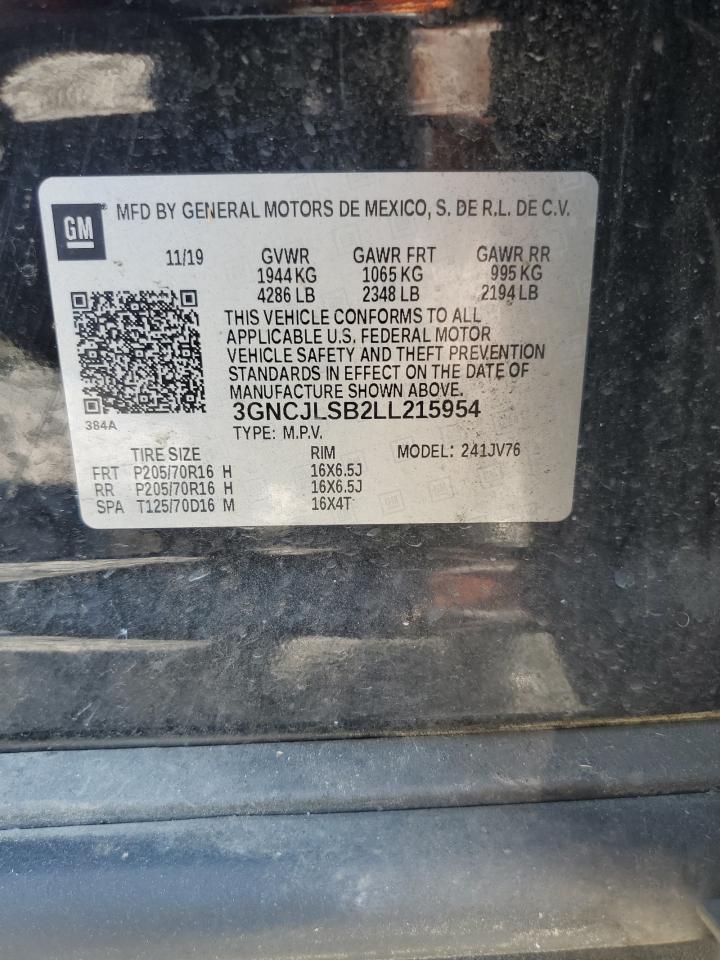 GM ® MFD BY GENERAL MOTORS DE MEXICO, S. DE R.L. DE C.V.
11/19 GVWR GAWR FRT GAWR RR
1944 KG 1065 KG 995 KG
4286 LB 2348 LB 2194 LB
THIS VEHICLE CONFORMS TO ALL
APPLICABLE U.S. FEDERAL MOTOR
VEHICLE SAFETY AND THEFT PREVENTION
STANDARDS IN EFFECT ON THE DATE OF
MANUFACTURE SHOWN ABOVE.
3GNCJLSB2LL215954
384A
TYPE: M.P.V.
TIRE SIZE RIM MODEL: 241JV76
FRT P205/70R16 H 16X6.5J
RR P205/70R16 H 16X6.5J
SPA T125/70D16 M 16X4T